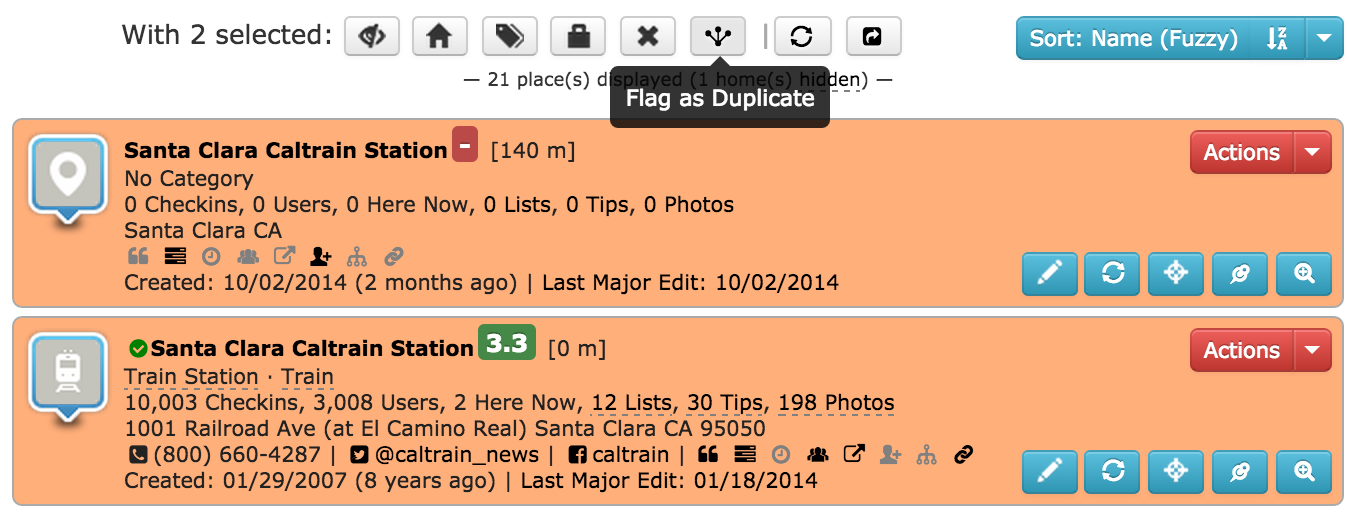 With 2 selected:
Sort: Name (Fuzzy)
— 21 place(s) displayed (1 home(s) hidden) —
Flag as Duplicate
Santa Clara Caltrain Station - [140 m]
Actions
No Category
0 Checkins, 0 Users, 0 Here Now, 0 Lists, 0 Tips, 0 Photos
Santa Clara CA
Created: 10/02/2014 (2 months ago) | Last Major Edit: 10/02/2014
Santa Clara Caltrain Station 3.3 [0 m]
Actions
Train Station · Train
10,003 Checkins, 3,008 Users, 2 Here Now, 12 Lists, 30 Tips, 198 Photos
1001 Railroad Ave (at El Camino Real) Santa Clara CA 95050
(800) 660-4287 | @caltrain_news | caltrain |
Created: 01/29/2007 (8 years ago) | Last Major Edit: 01/18/2014